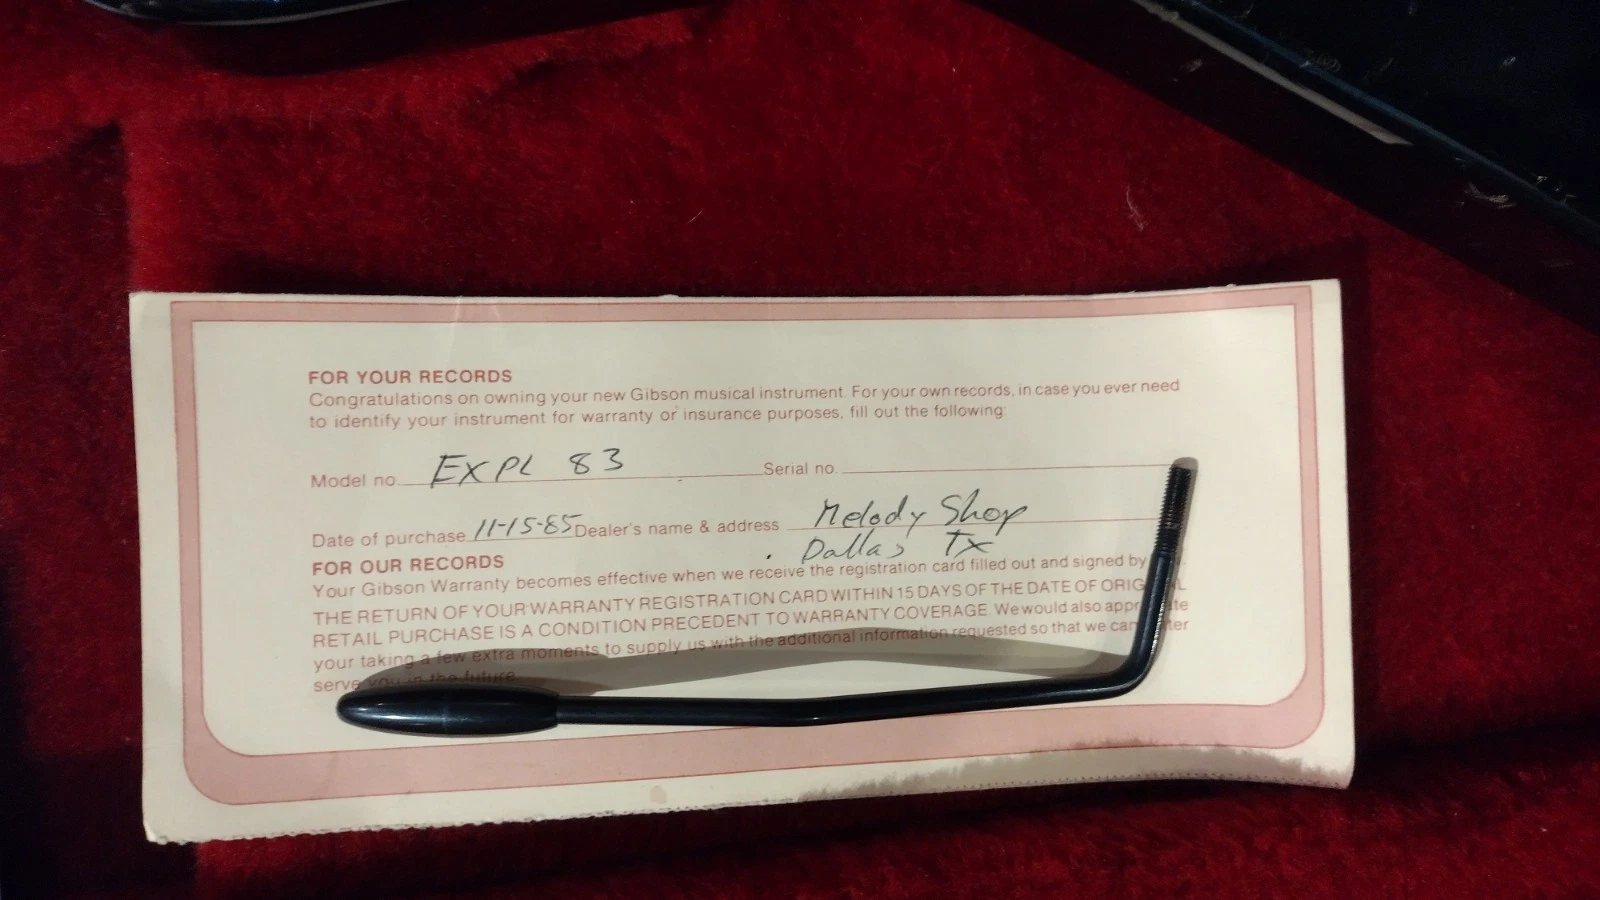 FOR YOUR RECORDS
Congratulations on owning your new Gibson musical instrument. For your own records, in case you ever need
to identify your instrument for warranty or insurance purposes, fill out the following:
Model no. EXPL 83 Serial no.
Date of purchase 11-15-85 Dealer's name & address Melody Shop
Dallas TX
FOR OUR RECORDS
Your Gibson Warranty becomes effective when we receive the registration card filled out and signed by
THE RETURN OF YOUR WARRANTY REGISTRATION CARD WITHIN 15 DAYS OF THE DATE OF
RETAIL PURCHASE IS A CONDITION PRECEDENT TO WARRANTY COVERAGE. We would also
your taking a few extra moments to supply us with the additional information requested so that we can
serve you in the future.